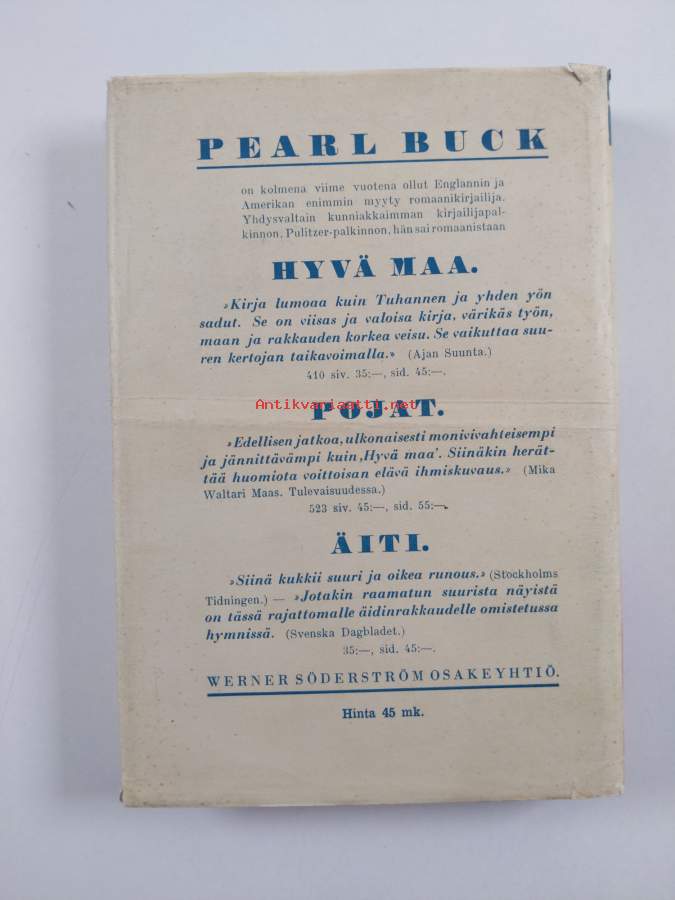 PEARL BUCK
on kolmena viime vuotena ollut Englannin ja
Amerikan enimmin myyty romaanikirjailija.
Yhdysvaltain kunniakkaimman kirjailijapal-
kinnon, Pulitzer-palkinnon, hän sai romaanistaan
HYVÄ MAA.
»Kirja lumoaa kuin Tuhannen ja yhden yön
sadut. Se on viisas ja valoisa kirja, värikäs työn,
maan ja rakkauden korkea veisu. Se vaikuttaa suu-
ren kertojan taikavoimalla.» (Ajan Suunta.)
410 siv. 35:—, sid. 45:—.
Antikvariaatti.net
POJAT.
»Edellisen jatkoa, ulkonaisesti monivivahteisempi
ja jännittävämpi kuin ‚Hyvä maa'. Siinäkin herät-
tää huomiota voittoisan elävä ihmiskuvaus.» (Mika
Waltari Maas. Tulevaisuudessa.)
523 siv. 45:—, sid. 55:—.
ÄITI.
»Siinä kukkii suuri ja oikea runous.» (Stockholms
Tidningen.) — »Jotakin raamatun suurista näyistä
on tässä rajattomalle äidinrakkaudelle omistetussa
hymnissä. (Svenska Dagbladet.)
35:—, sid. 45:—.
WERNER SÖDERSTRÖM OSAKEYHTIÖ.
Hinta 45 mk.